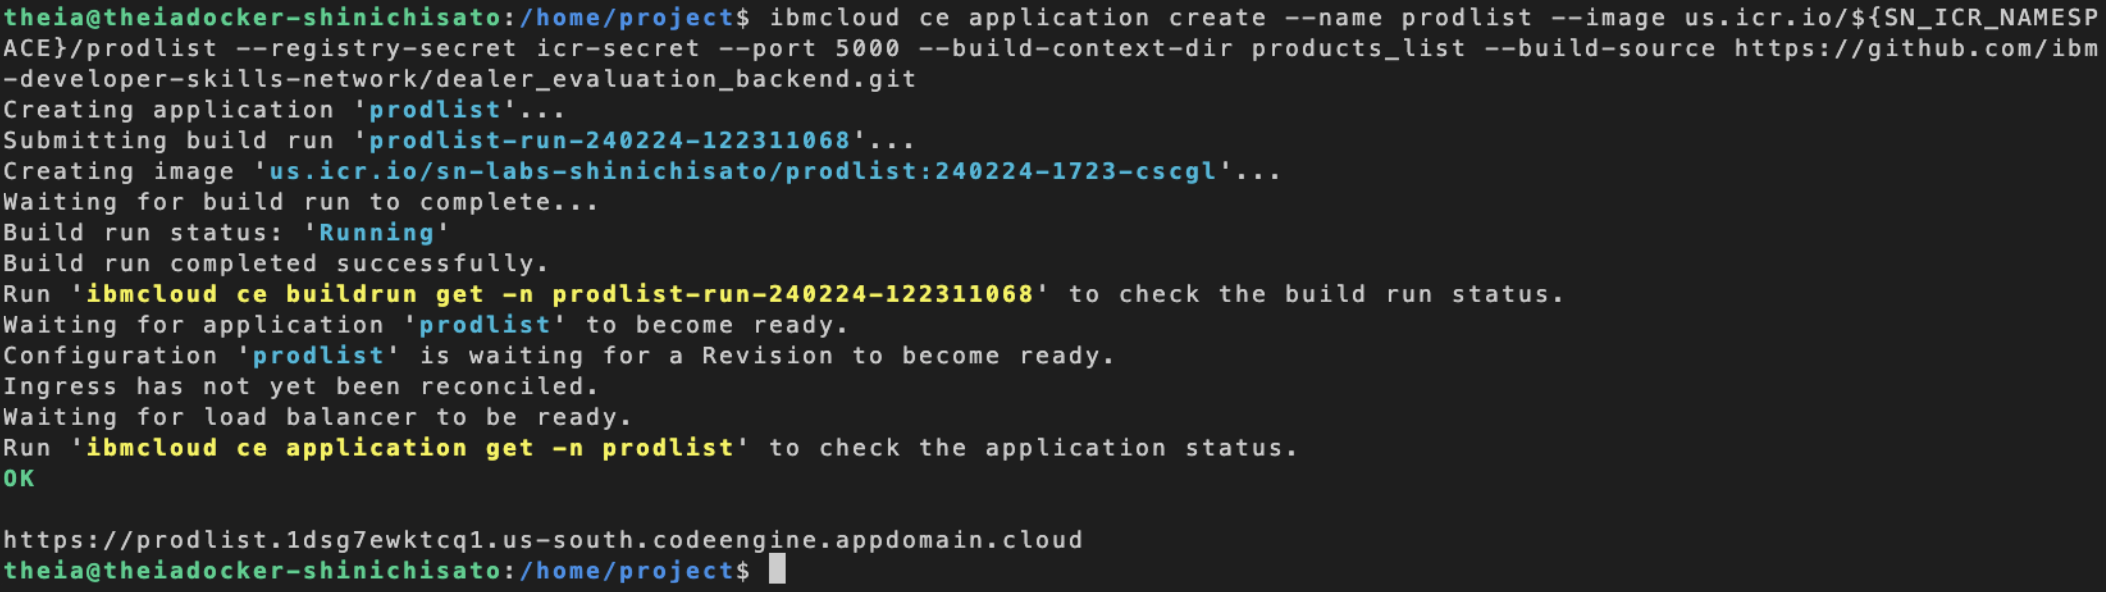 theia@theiadocker-shinichisato:/home/project$ ibmcloud ce application create --name prodlist --image us.icr.io/${SN_ICR_NAMESP
ACE}/prodlist --registry-secret icr-secret --port 5000 --build-context-dir products_list --build-source https://github.com/ibm
-developer-skills-network/dealer_evaluation_backend.git
Creating application 'prodlist'...
Submitting build run 'prodlist-run-240224-122311068'...
Creating image 'us.icr.io/sn-labs-shinichisato/prodlist:240224-1723-cscgl'...
Waiting for build run to complete...
Build run status: 'Running'
Build run completed successfully.
Run 'ibmcloud ce buildrun get -n prodlist-run-240224-122311068' to check the build run status.
Waiting for application 'prodlist' to become ready.
Configuration 'prodlist' is waiting for a Revision to become ready.
Ingress has not yet been reconciled.
Waiting for load balancer to be ready.
Run 'ibmcloud ce application get -n prodlist' to check the application status.
OK
https://prodlist.1dsg7ewktcq1.us-south.codeengine.appdomain.cloud
theia@theiadocker-shinichisato:/home/project$